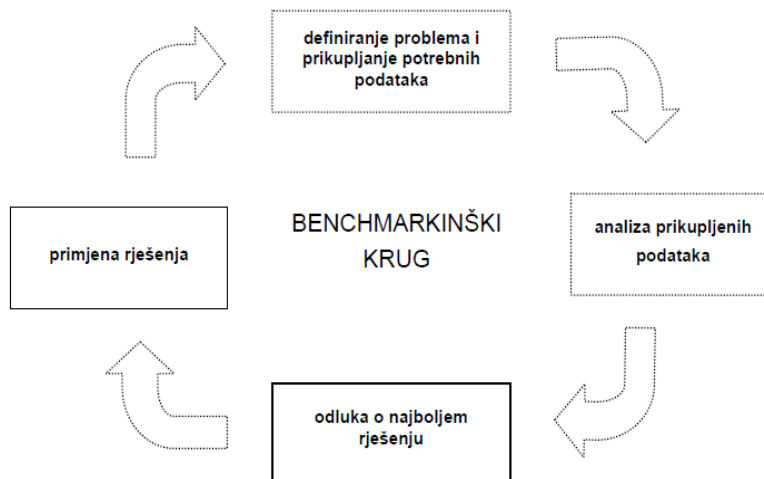 definiranje problema i
prikupljanje potrebnih
podataka
BENCHMARKINŠKI
KRUG
primjena rješenja
analiza prikupljenih
podataka
odluka o najboljem
rješenju